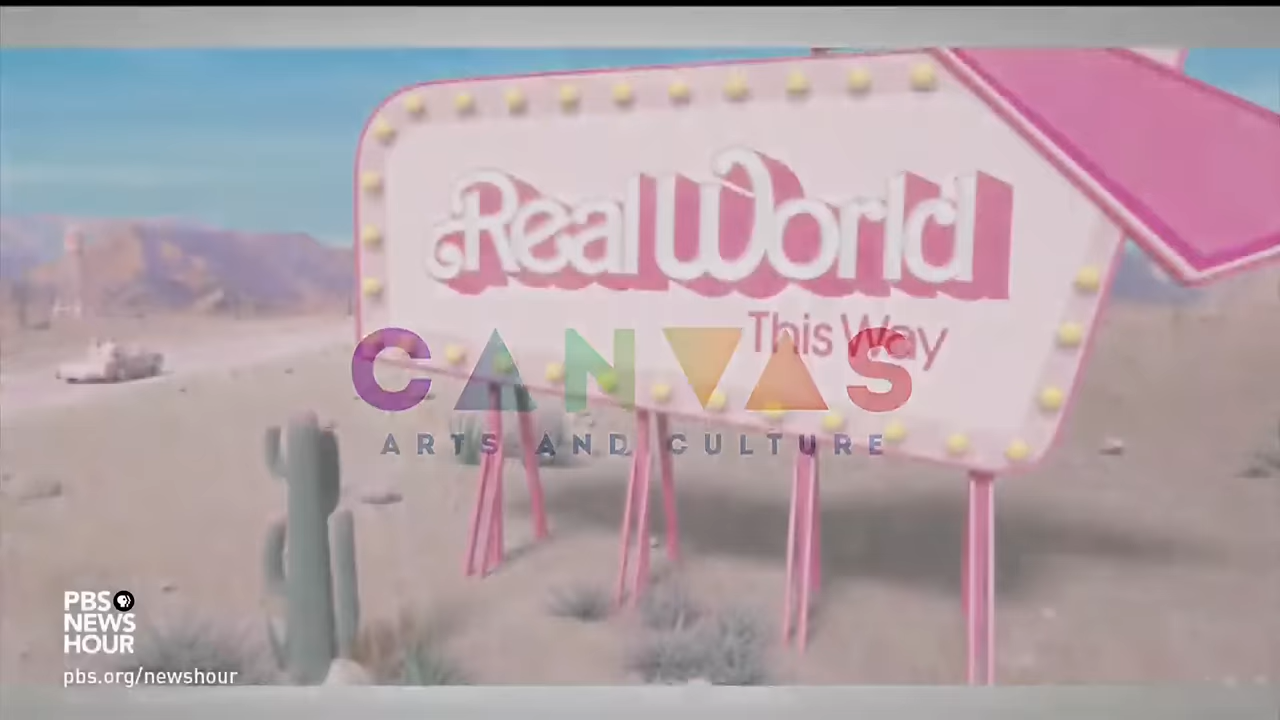 Real World
This Way
CANVAS
ARTS AND CULTURE
PBS
NEWS
HOUR
pbs.org/newshour